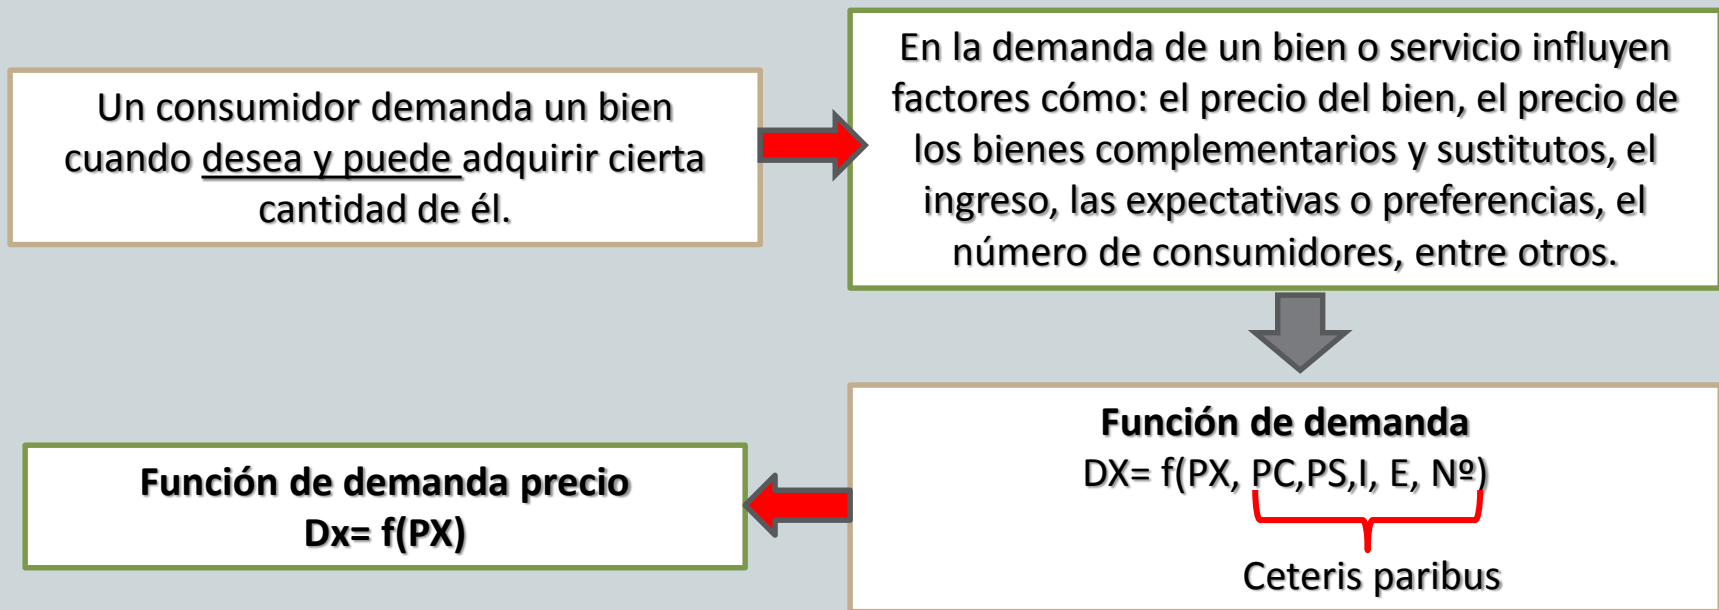 Un consumidor demanda un bien
cuando desea y puede adquirir cierta
cantidad de él.
En la demanda de un bien o servicio influyen
factores cómo: el precio del bien, el precio de
los bienes complementarios y sustitutos, el
ingreso, las expectativas o preferencias, el
número de consumidores, entre otros.
Función de demanda
DX= f(PX, PC,PS,I, E, Nº)
Ceteris paribus
Función de demanda precio
Dx= f(PX)